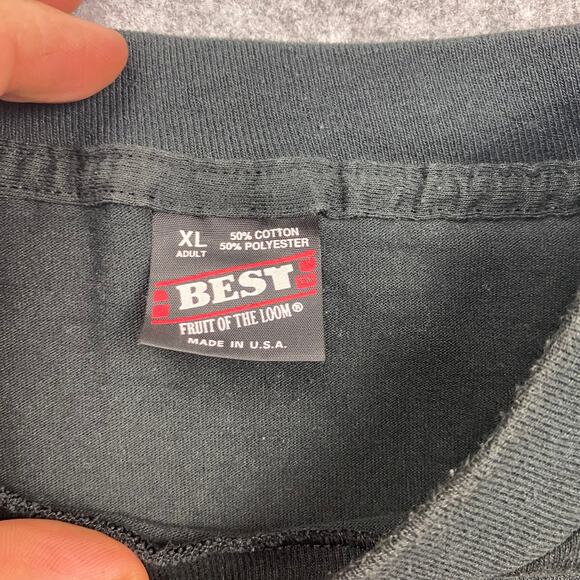 XL
ADULT
50% COTTON
50% POLYESTER
BEST
FRUIT OF THE LOOM®
MADE IN U.S.A.